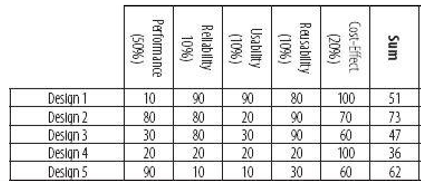 Performance (50%) Reliability 10%) Usability (10%) Reusability (10%) Cost-Effect (20%) Sum
Design 1 10 90 90 80 100 51
Design 2 80 80 20 90 70 73
Design 3 30 80 30 90 60 47
Design 4 20 20 20 20 100 36
Design 5 90 10 10 30 60 62